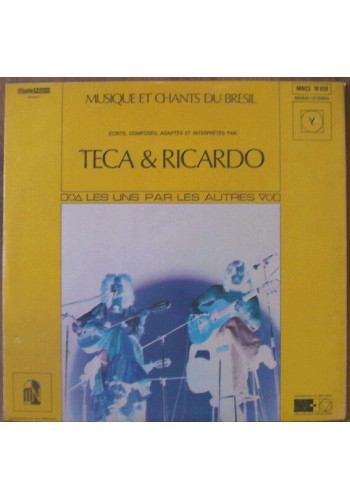 MUSIQUE ET CHANTS DU BRESIL
ECRITS, COMPOSES, ADAPTES ET INTERPRETES PAR
TECA & RICARDO
LES UNS PAR LES AUTRES
Y